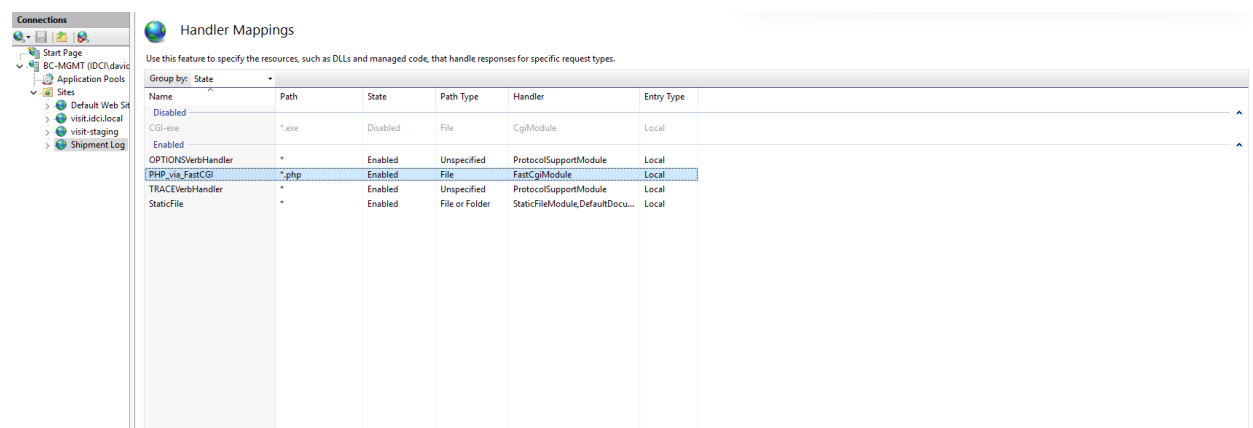 Connections
Start Page
BC-MGMT (IDCI\davic
Application Pools
Sites
Default Web Sit
visit.idci.local
visit-staging
Shipment Log
Handler Mappings
Use this feature to specify the resources, such as DLLs and managed code, that handle responses for specific request types.
Group by: State
Name Path State Path Type Handler Entry Type
Disabled
CGI-exe *.exe Disabled File CgiModule Local
Enabled
OPTIONSVerbHandler * Enabled Unspecified ProtocolSupportModule Local
PHP_via_FastCGI *.php Enabled File FastCgiModule Local
TRACEVerbHandler * Enabled Unspecified ProtocolSupportModule Local
StaticFile * Enabled File or Folder StaticFileModule,DefaultDocu... Local